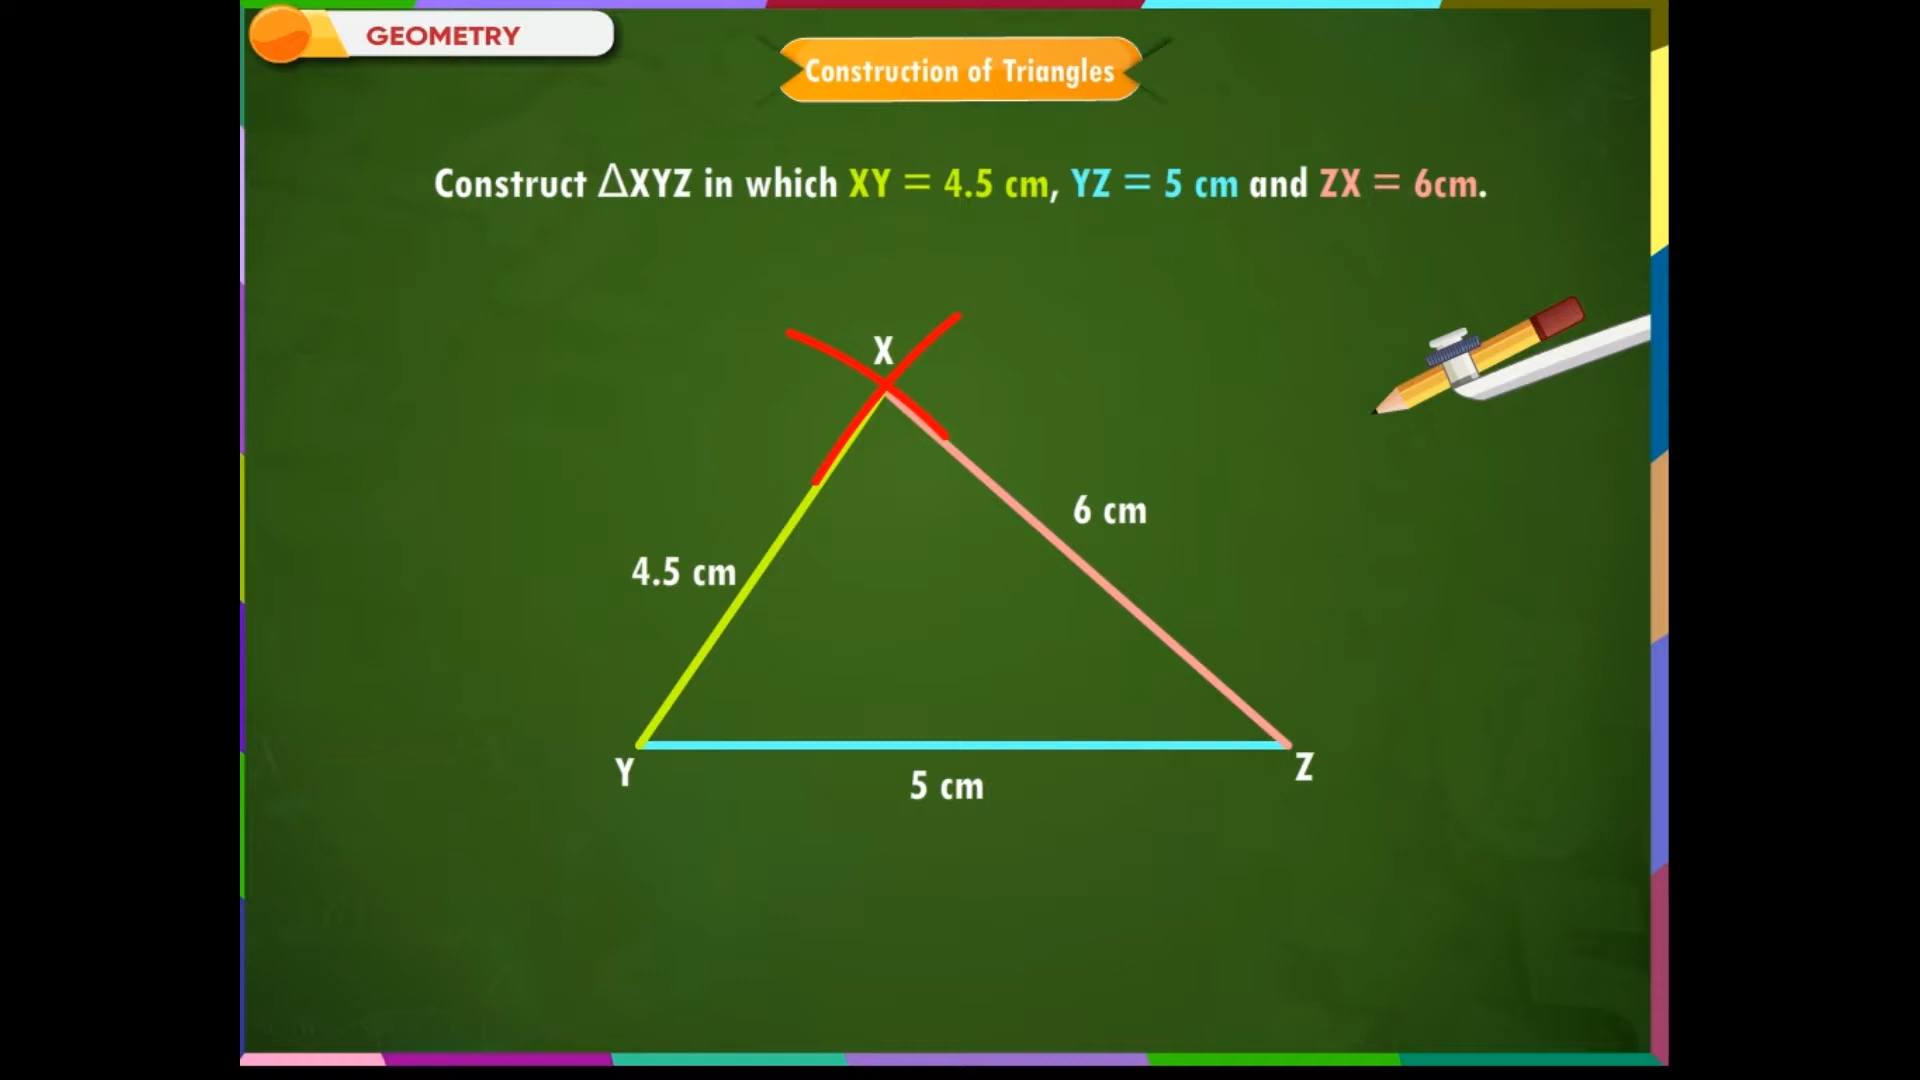 GEOMETRY
Construction of Triangles
Construct ΔXYZ in which XY = 4.5 cm, YZ = 5 cm and ZX = 6cm.
X
6 cm
4.5 cm
Y
Z
5 cm